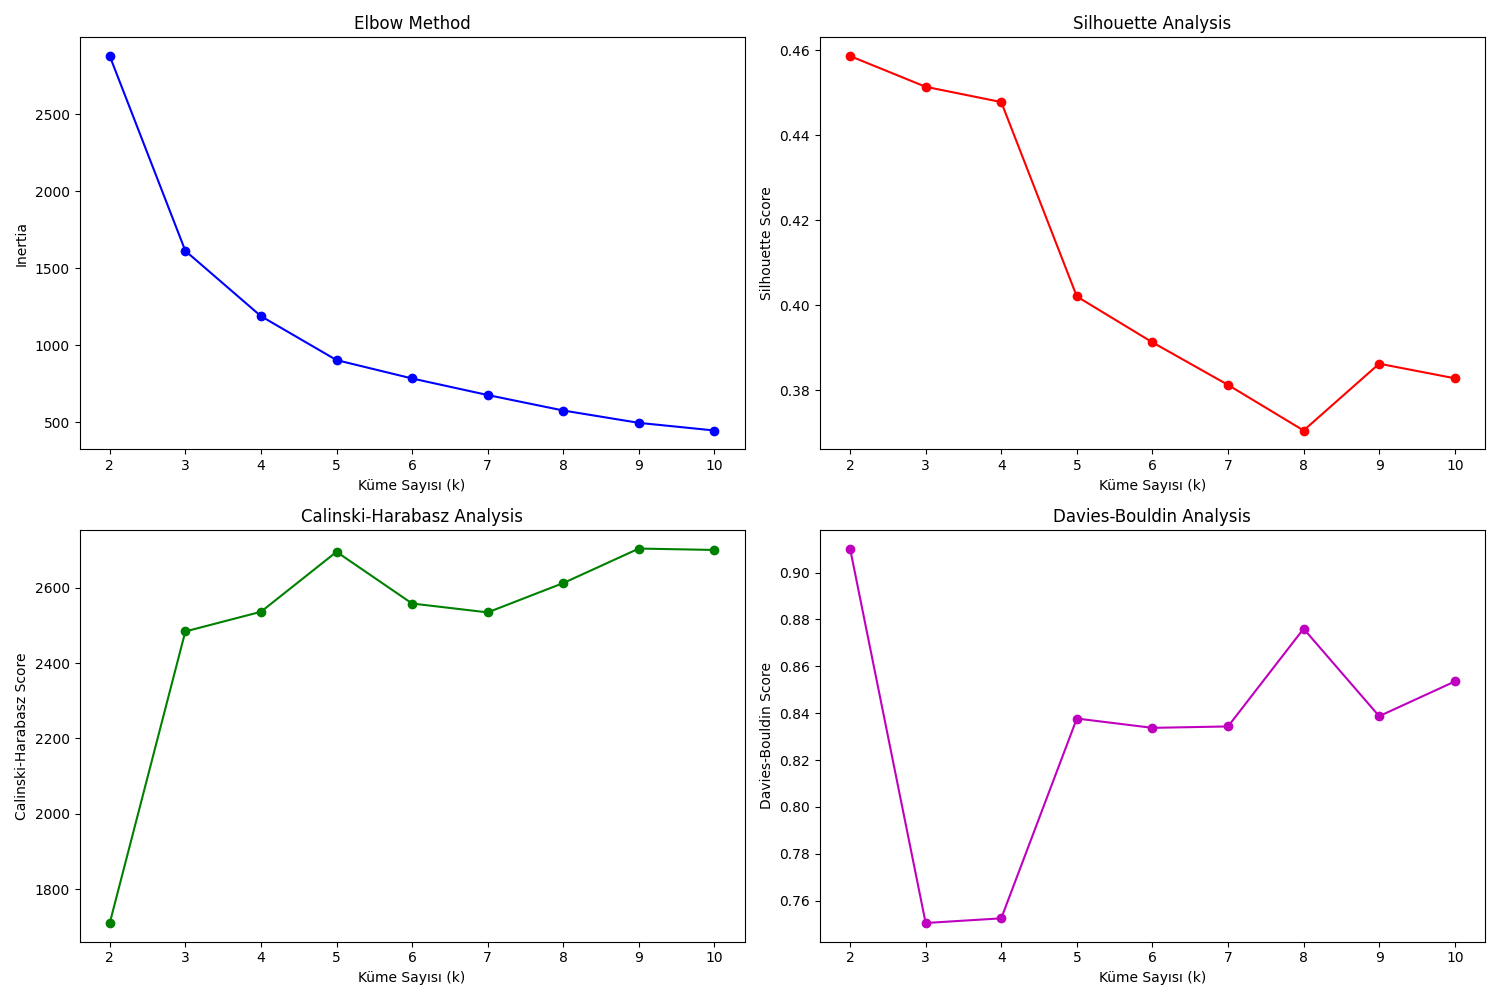 Elbow Method
Inertia
2500
2000
1500
1000
500
2 3 4 5 6 7 8 9 10
Küme Sayısı (k)
Silhouette Analysis
Silhouette Score
0.46
0.44
0.42
0.40
0.38
2 3 4 5 6 7 8 9 10
Küme Sayısı (k)
Calinski-Harabasz Analysis
Calinski-Harabasz Score
2600
2400
2200
2000
1800
2 3 4 5 6 7 8 9 10
Küme Sayısı (k)
Davies-Bouldin Analysis
Davies-Bouldin Score
0.90
0.88
0.86
0.84
0.82
0.80
0.78
0.76
2 3 4 5 6 7 8 9 10
Küme Sayısı (k)